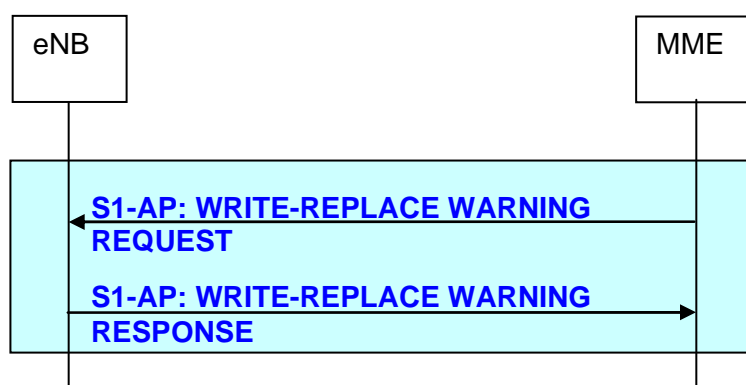 eNB
MME
S1-AP: WRITE-REPLACE WARNING
REQUEST
S1-AP: WRITE-REPLACE WARNING
RESPONSE